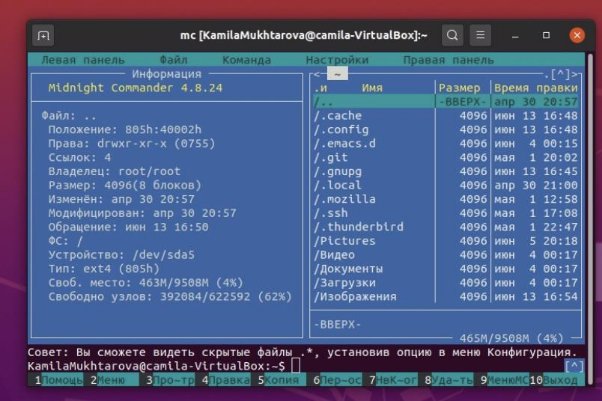 mc [KamilaMukhtarova@camila-VirtualBox]:~
Левая панель Файл Команда Настройки Правая панель
Информация
Midnight Commander 4.8.24
Файл: ..
Положение: 805h:40002h
Права: drwxr-xr-x (0755)
Ссылок: 4
Владелец: root/root
Размер: 4096(8 блоков)
Изменён: апр 30 20:57
Модифицирован: апр 30 20:57
Обращение: июн 13 16:50
ФС: /
Устройство: /dev/sda5
Тип: ext4 (805h)
Своб. место: 463M/9508M (4%)
Свободно узлов: 392084/622592 (62%)
<- ~ .[^]>
.и Имя Размер Время правки
/.. -ВВЕРХ- апр 30 20:57
/.cache 4096 июн 13 16:48
/.config 4096 июн 13 16:48
/.emacs.d 4096 июн 4 00:15
/.git 4096 мая 1 20:02
/.gnupg 4096 июн 13 16:45
/.local 4096 апр 30 21:00
/.mozilla 4096 мая 1 12:58
/.ssh 4096 мая 1 17:08
/.thunderbird 4096 мая 1 22:47
/Pictures 4096 июн 5 20:18
/Видео 4096 июн 4 00:17
/Документы 4096 июн 4 00:17
/Загрузки 4096 июн 4 00:17
/Изображения 4096 июн 13 16:54
-ВВЕРХ-
465M/9508M (4%)
Совет: Вы сможете видеть скрытые файлы .*, установив опцию в меню Конфигурация.
KamilaMukhtarova@camila-VirtualBox:~$ [^]
1Помощь 2Меню 3Про~тр 4Правка 5Копия 6Пер~ос 7НвК~ог 8Уда~ть 9МенюMC 10Выход